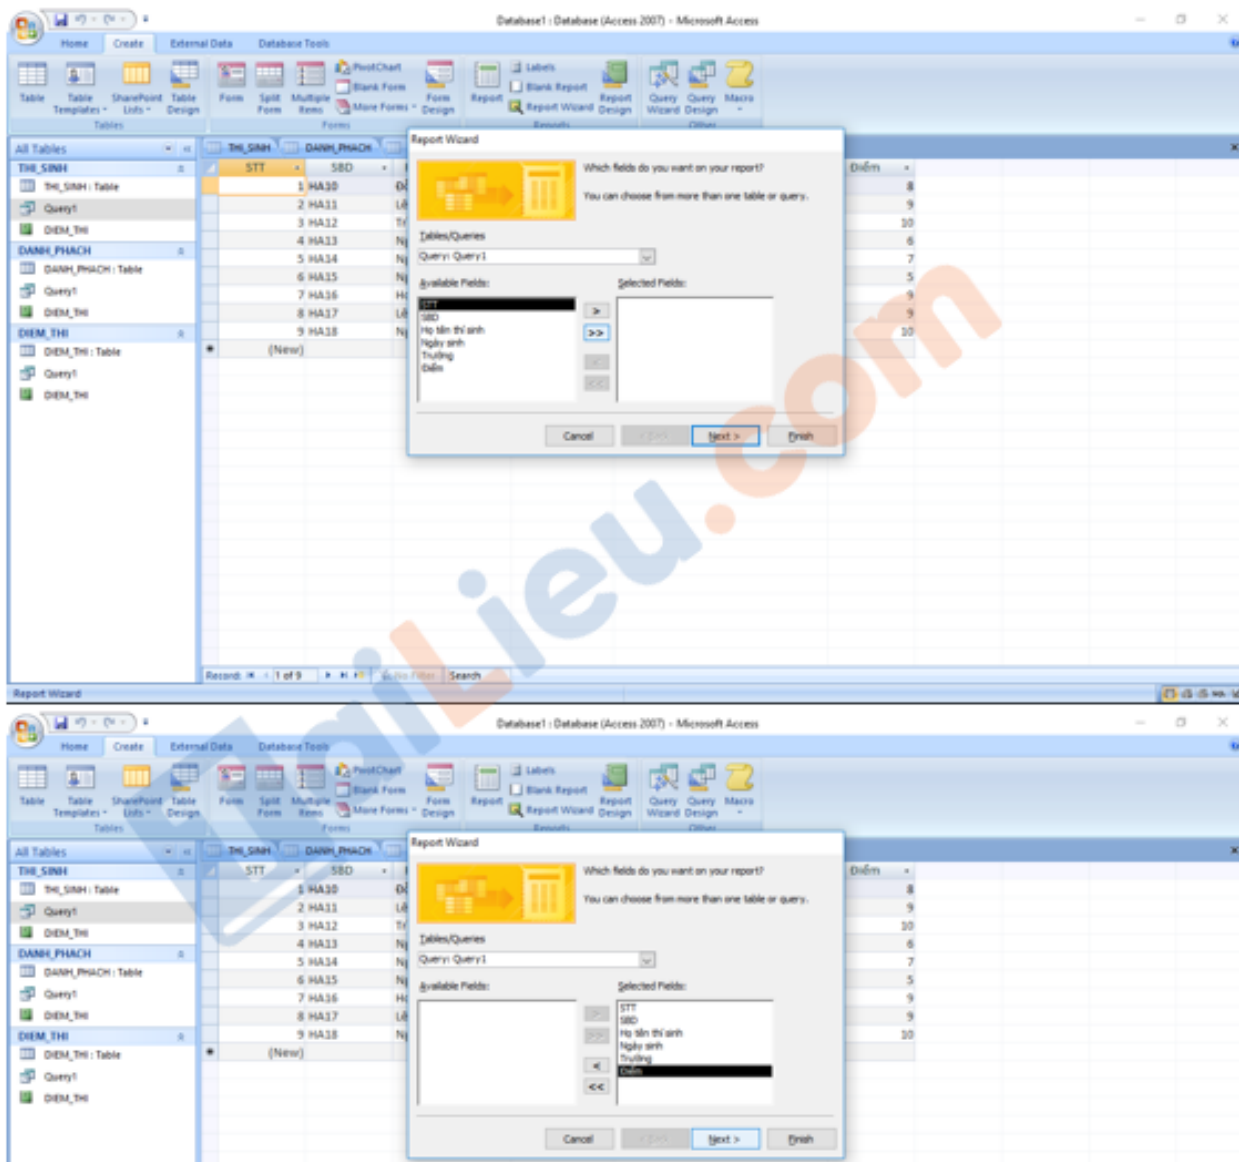 Database1 : Database (Access 2007) - Microsoft Access
Home Create External Data Database Tools
Table
Table Templates
SharePoint Lists
Table Design
Tables
Form
Split Form
Multiple Items
PivotChart
Blank Form
More Forms
Form Design
Forms
Report
Labels
Blank Report
Report Wizard
Report Design
Reports
Query Wizard
Query Design
Macro
Other
All Tables
THI_SINH
THI_SINH : Table
Query1
DIEM_THI
DANH_PHACH
DANH_PHACH : Table
Query1
DIEM_THI
DIEM_THI
DIEM_THI : Table
Query1
DIEM_THI
THI_SINH DANH_PHACH
STT SBD Điểm
1 HA10 8
2 HA11 9
3 HA12 10
4 HA13 6
5 HA14 7
6 HA15 5
7 HA16 9
8 HA17 9
9 HA18 10
(New)
Report Wizard
Which fields do you want on your report?
You can choose from more than one table or query.
Tables/Queries
Query: Query1
Available Fields: Selected Fields:
STT
SBD
Họ tên thí sinh
Ngày sinh
Trường
Điểm
>
>>
<
<<
Cancel < Back Next > Finish
Record: 1 of 9 No Filter Search
Report Wizard
TaiLieu.com
Database1 : Database (Access 2007) - Microsoft Access
Home Create External Data Database Tools
Table
Table Templates
SharePoint Lists
Table Design
Tables
Form
Split Form
Multiple Items
PivotChart
Blank Form
More Forms
Form Design
Forms
Report
Labels
Blank Report
Report Wizard
Report Design
Reports
Query Wizard
Query Design
Macro
Other
All Tables
THI_SINH
THI_SINH : Table
Query1
DIEM_THI
DANH_PHACH
DANH_PHACH : Table
Query1
DIEM_THI
DIEM_THI
DIEM_THI : Table
Query1
DIEM_THI
THI_SINH DANH_PHACH
STT SBD Điểm
1 HA10 8
2 HA11 9
3 HA12 10
4 HA13 6
5 HA14 7
6 HA15 5
7 HA16 9
8 HA17 9
9 HA18 10
(New)
Report Wizard
Which fields do you want on your report?
You can choose from more than one table or query.
Tables/Queries
Query: Query1
Available Fields: Selected Fields:
STT
SBD
Họ tên thí sinh
Ngày sinh
Trường
Điểm
>
>>
<
<<
Cancel < Back Next > Finish